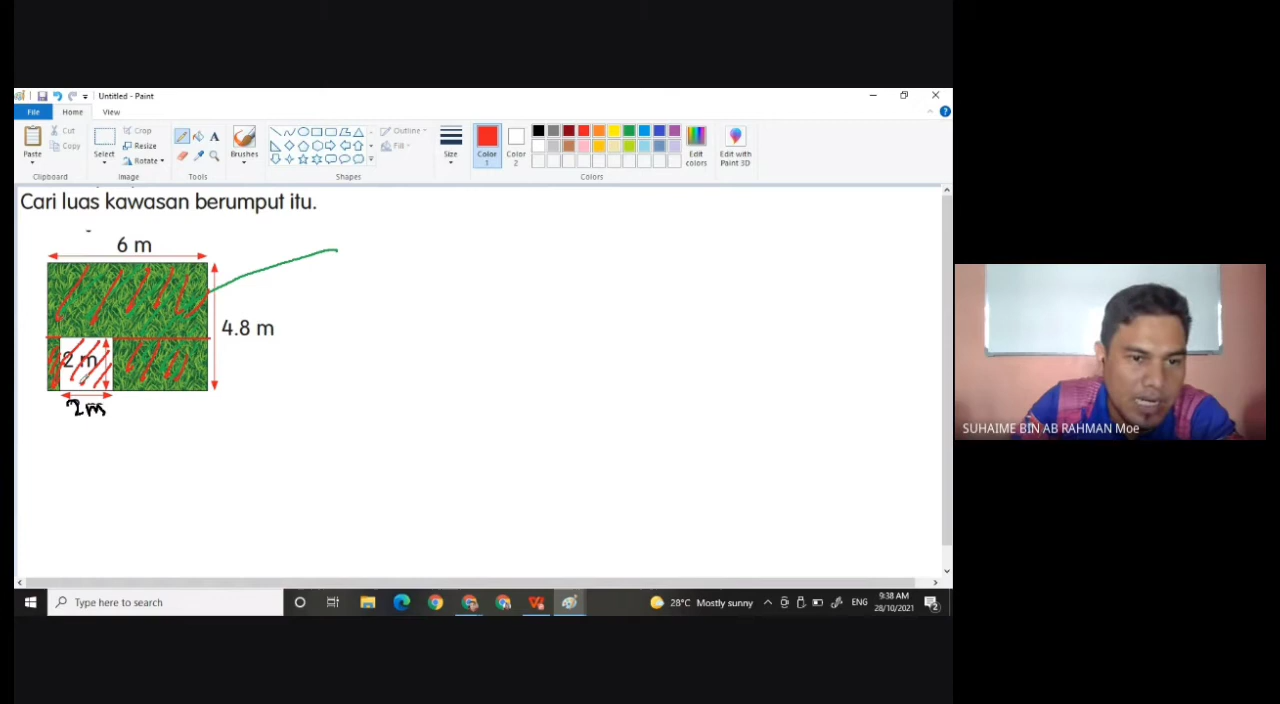 Untitled - Paint
File Home View
Paste
Cut
Copy
Clipboard
Select
Crop
Resize
Rotate
Image
Tools
Brushes
Shapes
Outline
Fill
Size
Color 1
Color 2
Colors
Edit colors
Edit with Paint 3D
Cari luas kawasan berumput itu.
6 m
4.8 m
2 m
2m
SUHAIME BIN AB RAHMAN Moe
Type here to search
28°C Mostly sunny
ENG
9:38 AM
28/10/2021
2